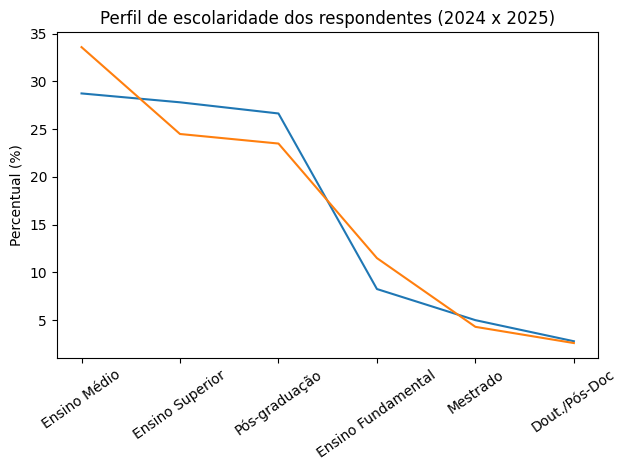 Perfil de escolaridade dos respondentes (2024 x 2025)
Percentual (%)
35
30
25
20
15
10
5
Ensino Médio
Ensino Superior
Pós-graduação
Ensino Fundamental
Mestrado
Dout./Pós-Doc